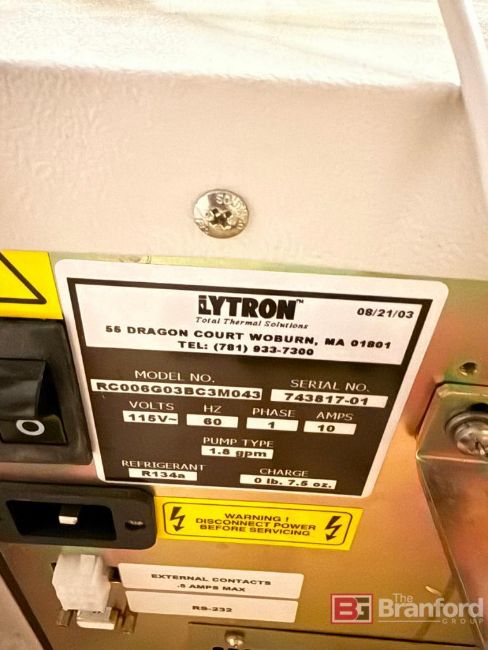 LYTRON™
Total Thermal Solutions
08/21/03
55 DRAGON COURT WOBURN, MA 01801
TEL: (781) 933-7300
MODEL NO. SERIAL NO.
RC006G03BC3M043 743817-01
VOLTS HZ PHASE AMPS
115V~ 60 1 10
PUMP TYPE
1.8 gpm
REFRIGERANT CHARGE
R134a 0 lb. 7.5 oz.
WARNING !
DISCONNECT POWER
BEFORE SERVICING
EXTERNAL CONTACTS
.5 AMPS MAX
RS-232
BG The Branford
GROUP